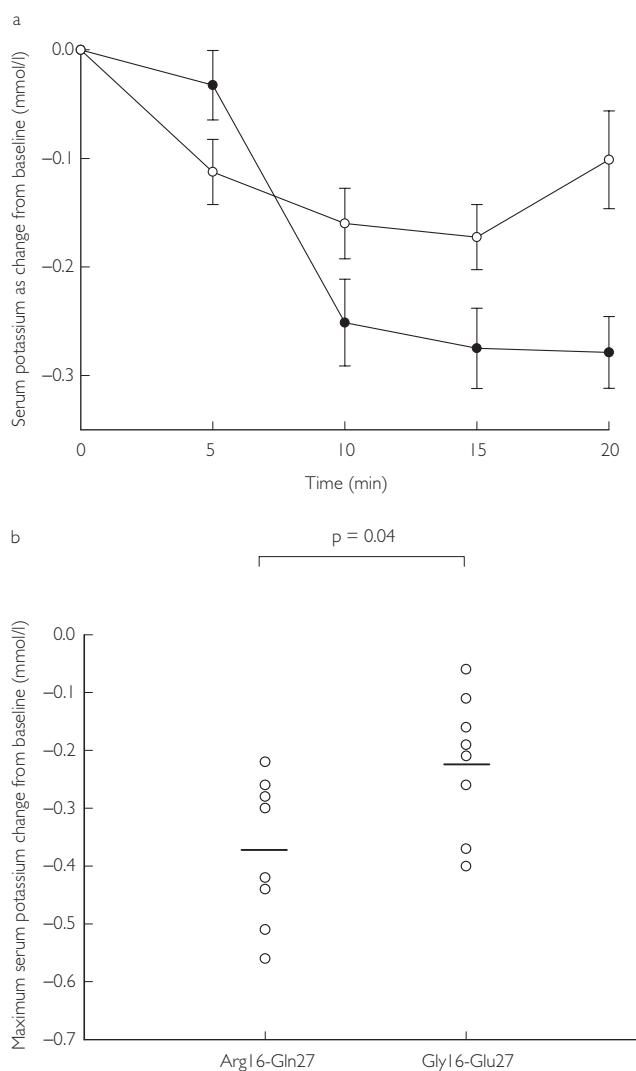 a
Serum potassium as change from baseline (mmol/l)
0.0
–0.1
–0.2
–0.3
0
5
10
15
20
Time (min)
b
p = 0.04
Maximum serum potassium change from baseline (mmol/l)
0.0
–0.1
–0.2
–0.3
–0.4
–0.5
–0.6
–0.7
Arg16-Gln27
Gly16-Glu27